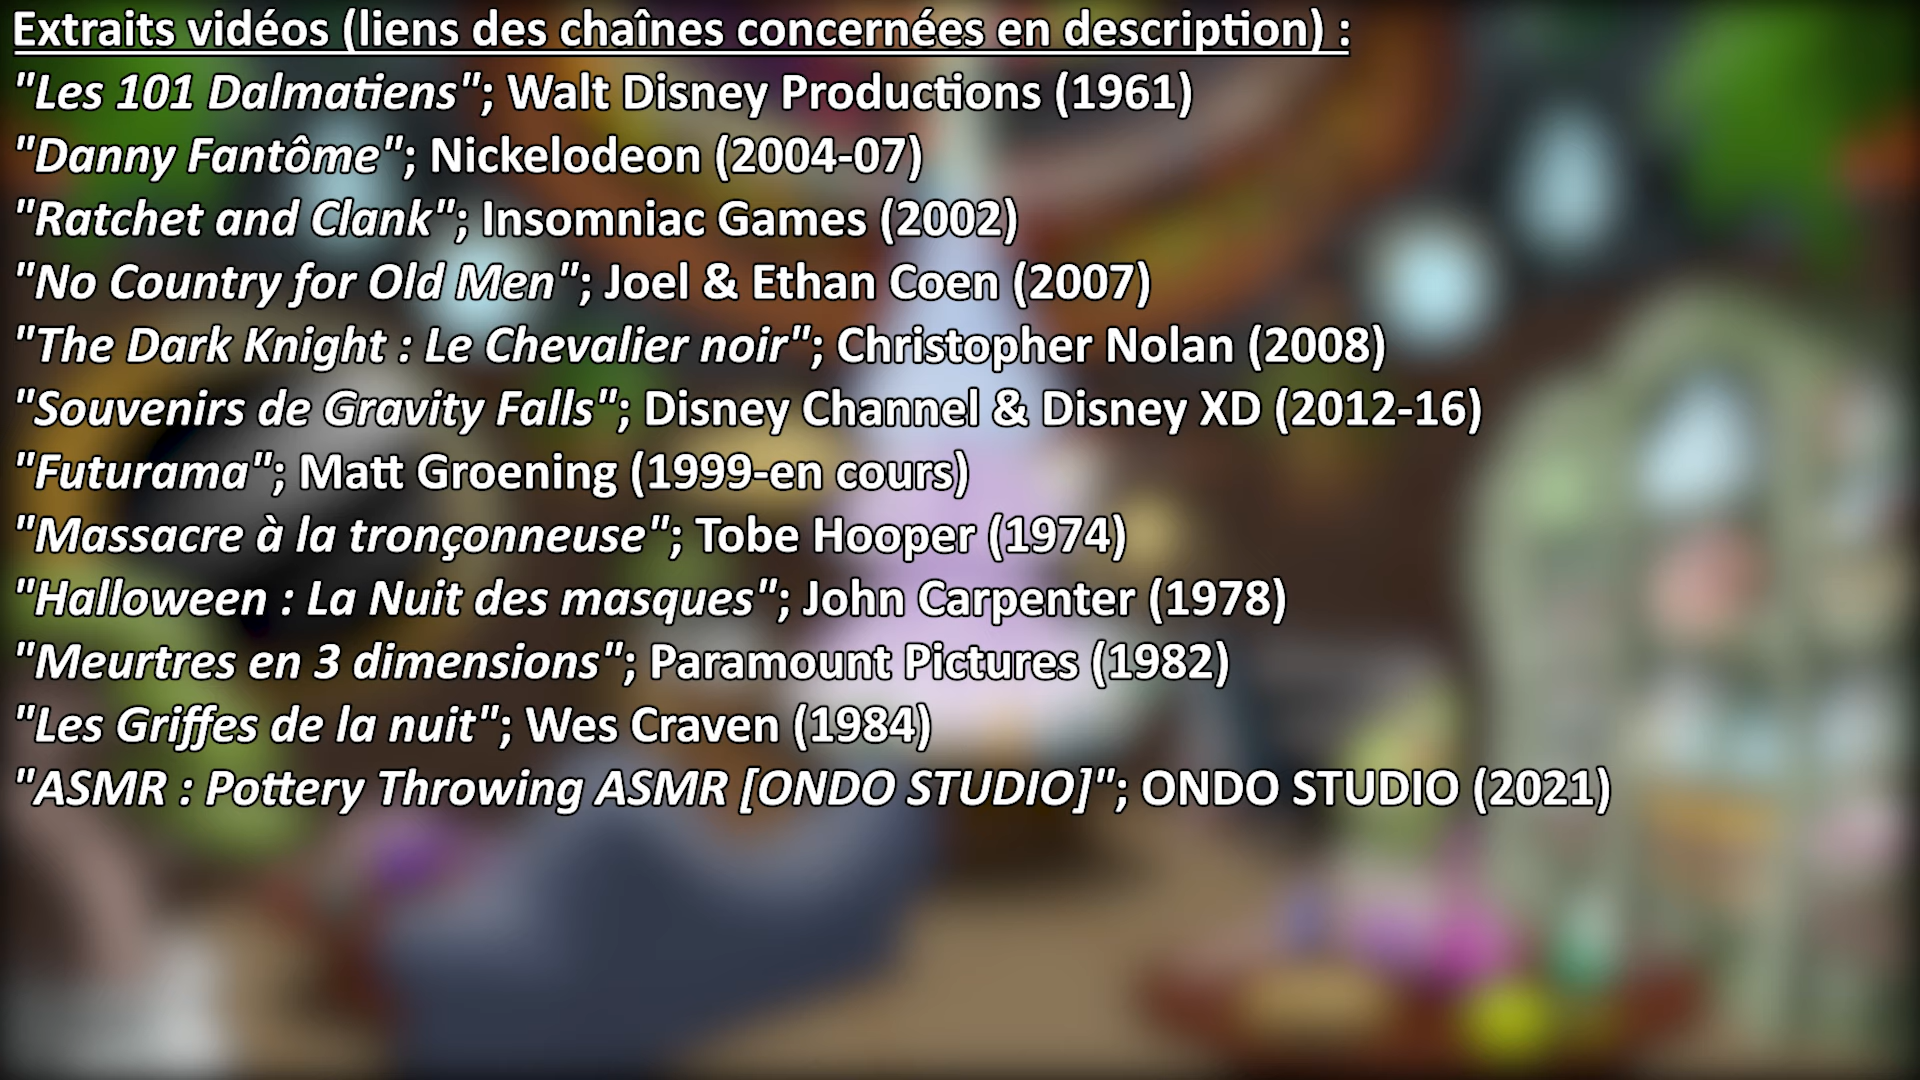 Extraits vidéos (liens des chaînes concernées en description) :
"Les 101 Dalmatiens"; Walt Disney Productions (1961)
"Danny Fantôme"; Nickelodeon (2004-07)
"Ratchet and Clank"; Insomniac Games (2002)
"No Country for Old Men"; Joel & Ethan Coen (2007)
"The Dark Knight : Le Chevalier noir"; Christopher Nolan (2008)
"Souvenirs de Gravity Falls"; Disney Channel & Disney XD (2012-16)
"Futurama"; Matt Groening (1999-en cours)
"Massacre à la tronçonneuse"; Tobe Hooper (1974)
"Halloween : La Nuit des masques"; John Carpenter (1978)
"Meurtres en 3 dimensions"; Paramount Pictures (1982)
"Les Griffes de la nuit"; Wes Craven (1984)
"ASMR : Pottery Throwing ASMR [ONDO STUDIO]"; ONDO STUDIO (2021)